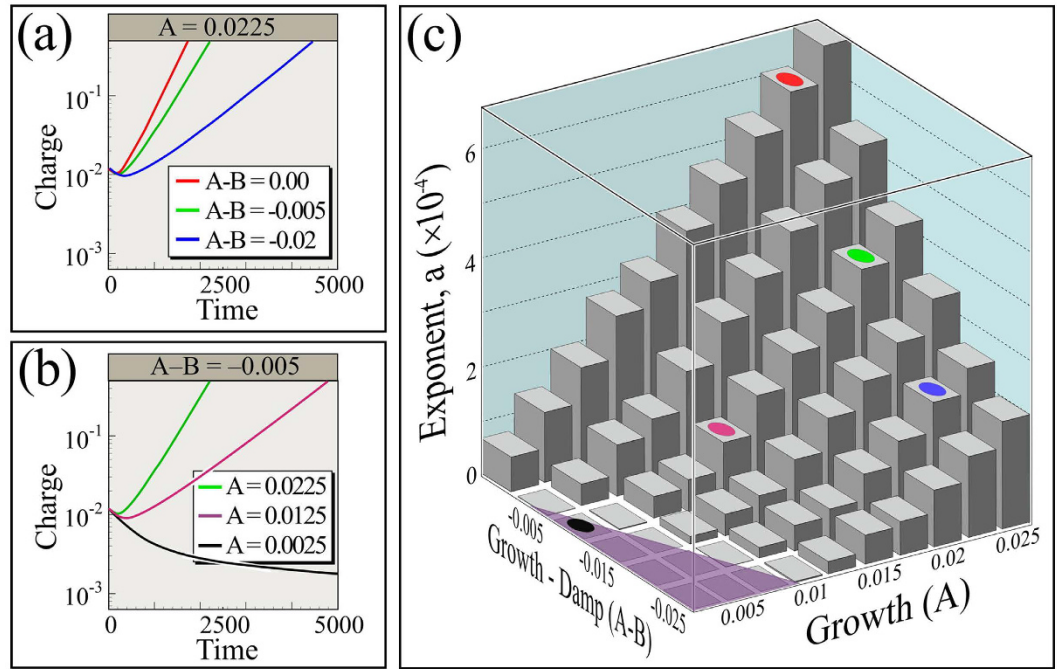 (a)
A = 0.0225
Charge
10-1
10-2
10-3
A-B = 0.00
A-B = -0.005
A-B = -0.02
0
2500
5000
Time
(b)
A–B = –0.005
Charge
10-1
10-2
10-3
A = 0.0225
A = 0.0125
A = 0.0025
0
2500
5000
Time
(c)
Exponent, a (×10-4)
6
4
2
0
-0.005
-0.015
-0.025
Growth - Damp (A-B)
0.005
0.01
0.015
0.02
0.025
Growth (A)